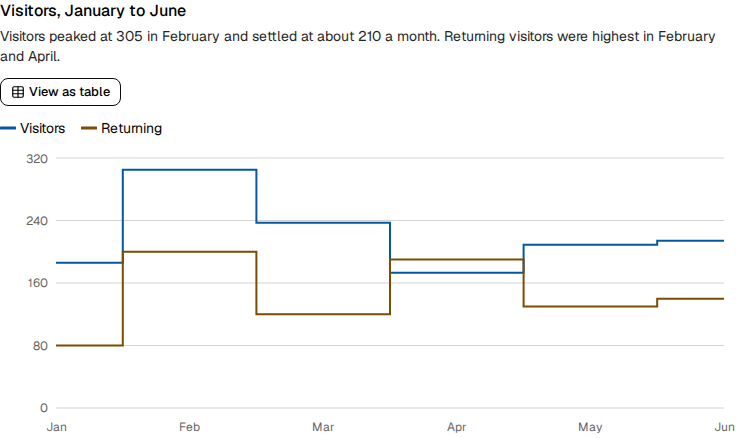 Visitors, January to June
Visitors peaked at 305 in February and settled at about 210 a month. Returning visitors were highest in February
and April.
View as table
Visitors Returning
320
240
160
80
0
Jan Feb Mar Apr May Jun